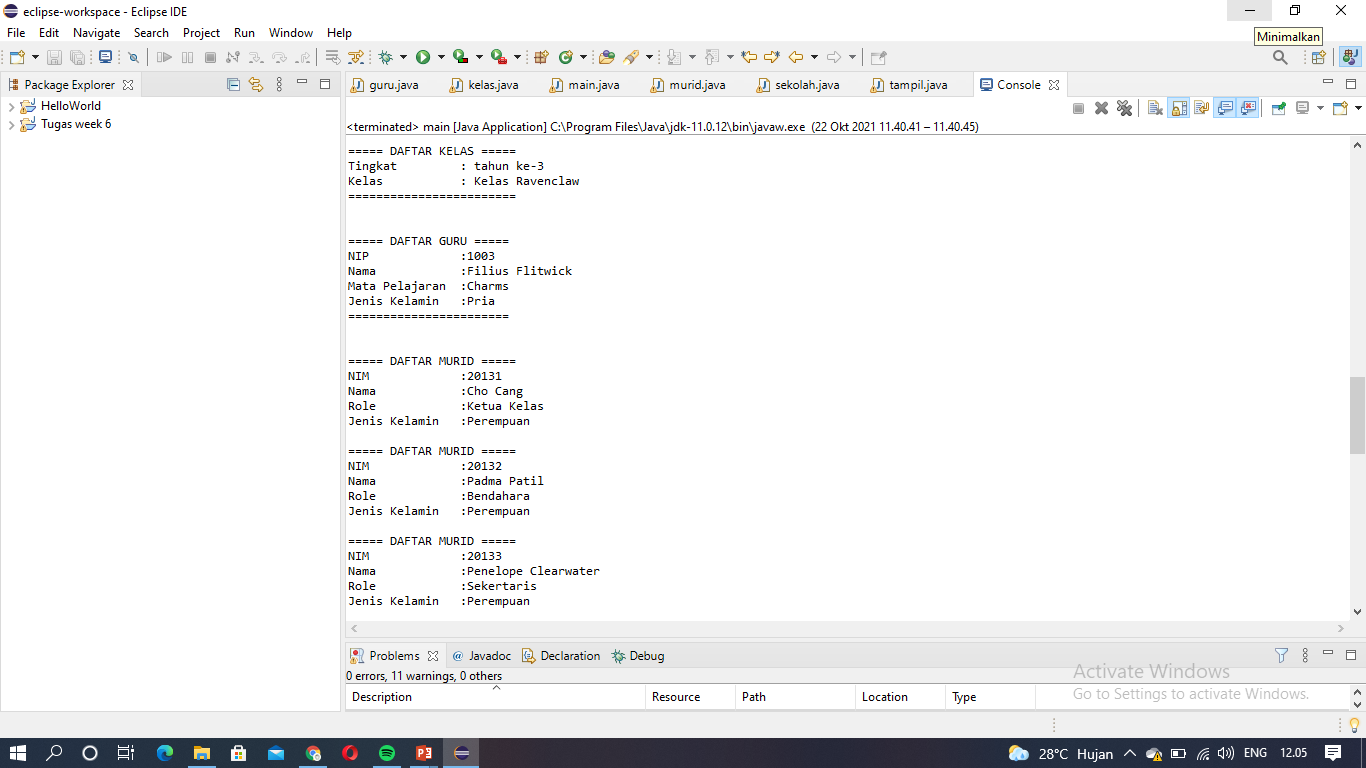 eclipse-workspace - Eclipse IDE
Minimalkan
File Edit Navigate Search Project Run Window Help
Package Explorer
HelloWorld
Tugas week 6
guru.java kelas.java main.java murid.java sekolah.java tampil.java Console
<terminated> main [Java Application] C:\Program Files\Java\jdk-11.0.12\bin\javaw.exe (22 Okt 2021 11.40.41 – 11.40.45)
===== DAFTAR KELAS =====
Tingkat : tahun ke-3
Kelas : Kelas Ravenclaw
========================
===== DAFTAR GURU =====
NIP :1003
Nama :Filius Flitwick
Mata Pelajaran :Charms
Jenis Kelamin :Pria
=======================
===== DAFTAR MURID =====
NIM :20131
Nama :Cho Cang
Role :Ketua Kelas
Jenis Kelamin :Perempuan
===== DAFTAR MURID =====
NIM :20132
Nama :Padma Patil
Role :Bendahara
Jenis Kelamin :Perempuan
===== DAFTAR MURID =====
NIM :20133
Nama :Penelope Clearwater
Role :Sekertaris
Jenis Kelamin :Perempuan
Problems @ Javadoc Declaration Debug
0 errors, 11 warnings, 0 others
Description Resource Path Location Type
Activate Windows
Go to Settings to activate Windows.
28°C Hujan ENG 12.05